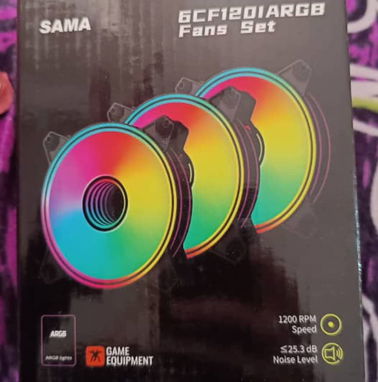 SAMA
6CF1201ARGB
Fans Set
1200 RPM
Speed
≤25.3 dB
Noise Level
ARGB
ARGB lights
GAME
EQUIPMENT